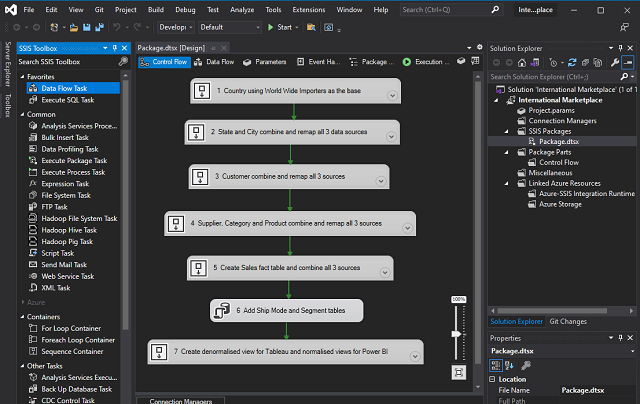 File Edit View Git Project Build Debug Test Analyze Tools Extensions Window Help Search (Ctrl+Q) Inte...place
Developi Default Start
Server Explorer
Toolbox
SSIS Toolbox
Search SSIS Toolbox
Favorites
Data Flow Task
Execute SQL Task
Common
Analysis Services Proce...
Bulk Insert Task
Data Profiling Task
Execute Package Task
Execute Process Task
Expression Task
File System Task
FTP Task
Hadoop File System Task
Hadoop Hive Task
Hadoop Pig Task
Script Task
Send Mail Task
Web Service Task
XML Task
Azure
Containers
For Loop Container
Foreach Loop Container
Sequence Container
Other Tasks
Analysis Services Execu...
Back Up Database Task
CDC Control Task
Package.dtsx [Design]
Control Flow Data Flow Parameters Event Ha... Package ... Execution ...
1 Country using World Wide Importers as the base
2 State and City combine and remap all 3 data sources
3 Customer combine and remap all 3 sources
4 Supplier, Category and Product combine and remap all 3 sources
5 Create Sales fact table and combine all 3 sources
6 Add Ship Mode and Segment tables
7 Create denormalised view for Tableau and normalised views for Power BI
100%
Connection Managers
Solution Explorer
Search Solution Explorer (Ctrl+;)
Solution 'International Marketplace' (1 of 1
International Marketplace
Project.params
Connection Managers
SSIS Packages
Package.dtsx
Package Parts
Control Flow
Miscellaneous
Linked Azure Resources
Azure-SSIS Integration Runtime
Azure Storage
Solution Explorer Git Changes
Properties
Package.dtsx
Location
File Name Package.dtsx
Full Path